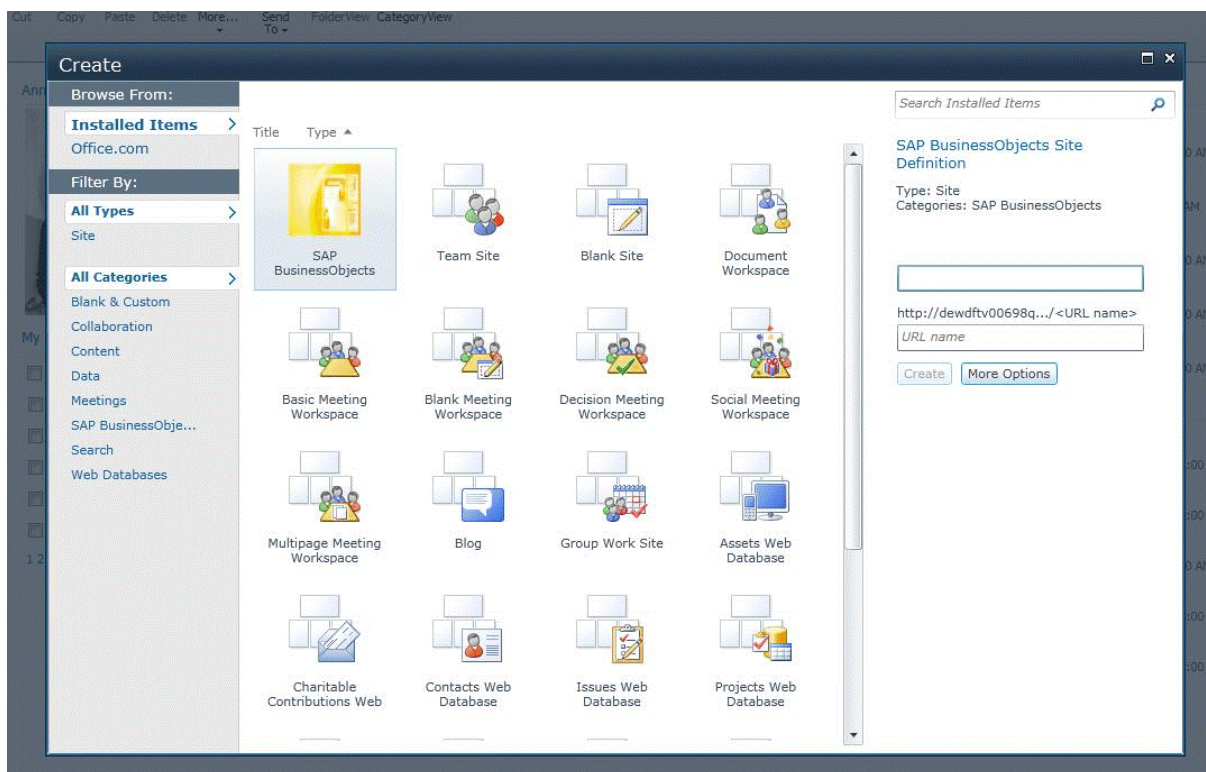 Cut Copy Paste Delete More... Send To FolderView CategoryView
Create
Browse From:
Installed Items
Office.com
Filter By:
All Types
Site
All Categories
Blank & Custom
Collaboration
Content
Data
Meetings
SAP BusinessObje...
Search
Web Databases
Title Type
SAP BusinessObjects
Team Site
Blank Site
Document Workspace
Basic Meeting Workspace
Blank Meeting Workspace
Decision Meeting Workspace
Social Meeting Workspace
Multipage Meeting Workspace
Blog
Group Work Site
Assets Web Database
Charitable Contributions Web
Contacts Web Database
Issues Web Database
Projects Web Database
Search Installed Items
SAP BusinessObjects Site
Definition
Type: Site
Categories: SAP BusinessObjects
http://dewdftv00698q.../<URL name>
URL name
Create More Options
My
1 2